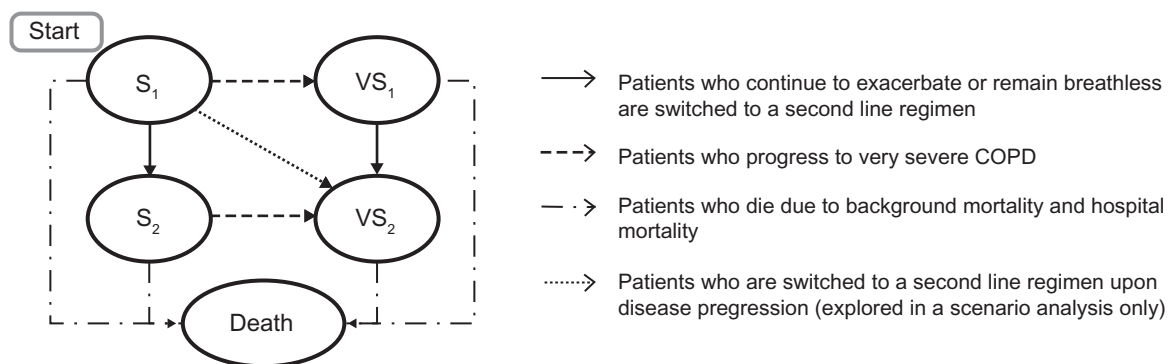 Start
S1
VS1
S2
VS2
Death
Patients who continue to exacerbate or remain breathless
are switched to a second line regimen
Patients who progress to very severe COPD
Patients who die due to background mortality and hospital
mortality
Patients who are switched to a second line regimen upon
disease pregression (explored in a scenario analysis only)